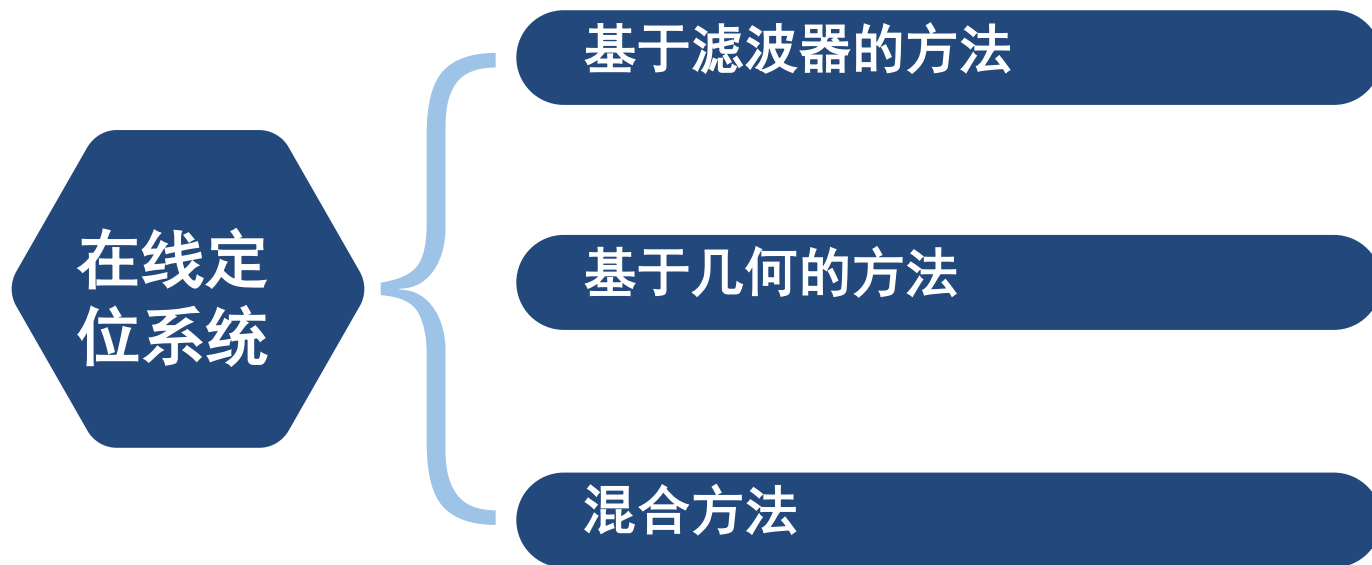 在线定
位系统
基于滤波器的方法
基于几何的方法
混合方法